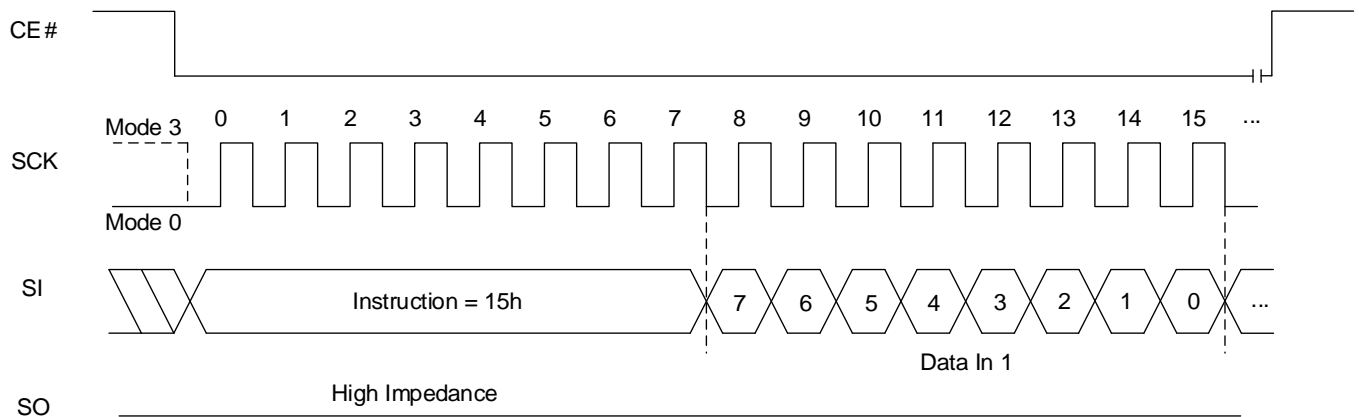 CE#
Mode 3 0 1 2 3 4 5 6 7 8 9 10 11 12 13 14 15 ...
SCK
Mode 0
SI Instruction = 15h 7 6 5 4 3 2 1 0 ...
Data In 1
High Impedance
SO